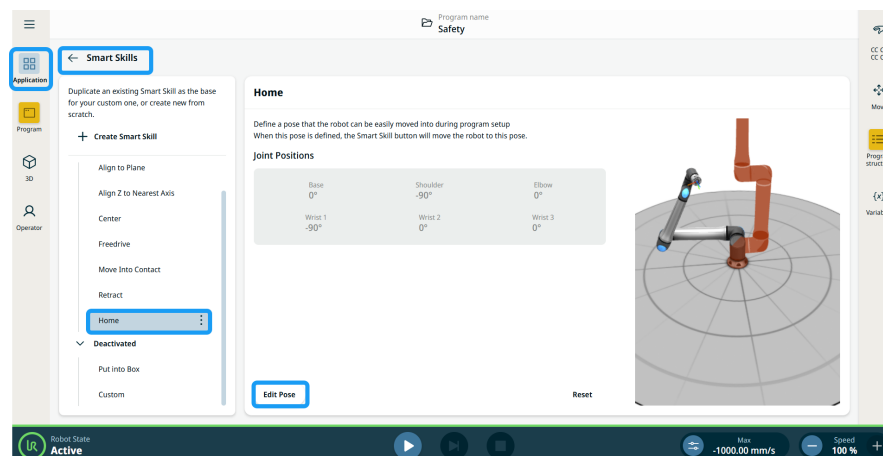 Program name
Safety
Application
Program
3D
Operator
Smart Skills
Duplicate an existing Smart Skill as the base
for your custom one, or create new from
scratch.
Create Smart Skill
Align to Plane
Align Z to Nearest Axis
Center
Freedrive
Move Into Contact
Retract
Home
Deactivated
Put into Box
Custom
Home
Define a pose that the robot can be easily moved into during program setup
When this pose is defined, the Smart Skill button will move the robot to this pose.
Joint Positions
Base Shoulder Elbow
0° -90° 0°
Wrist 1 Wrist 2 Wrist 3
-90° 0° 0°
Edit Pose Reset
{x}
UR
Robot State
Active
Max
-1000.00 mm/s
Speed
100 %